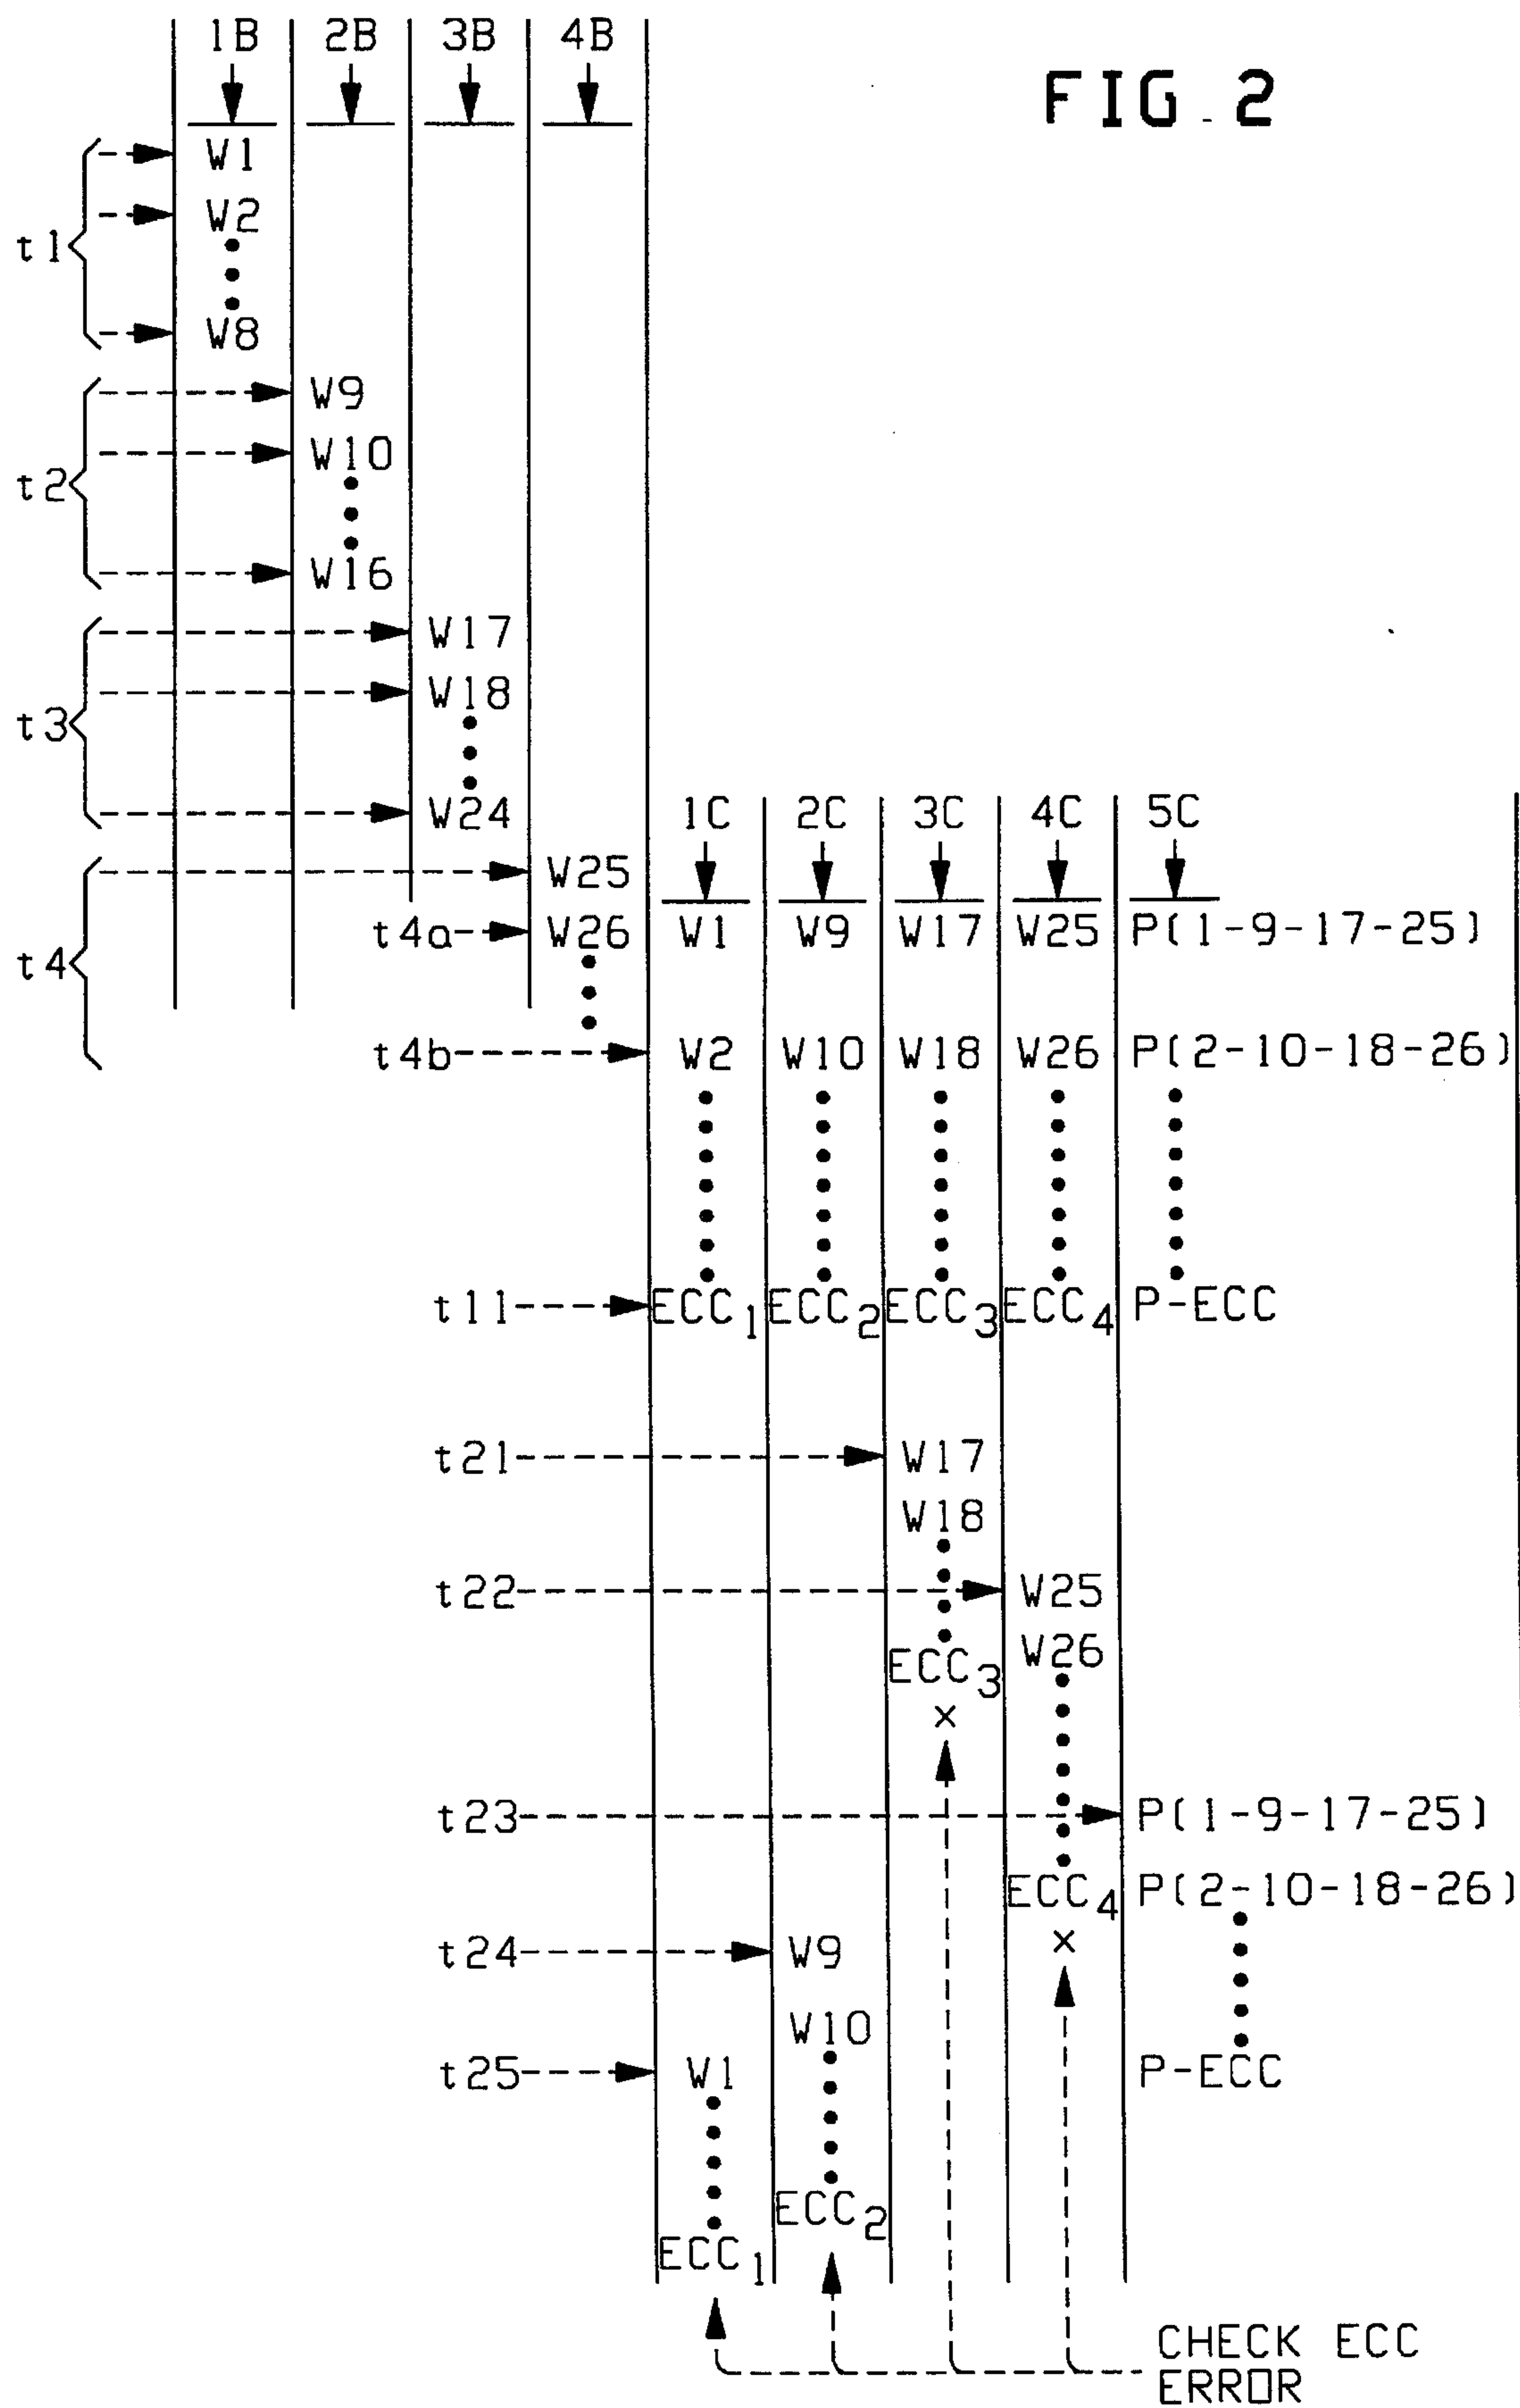 1B 2B 3B 4B
FIG. 2
W1
W2
t1
W8
W9
W10
t2
W16
W17
W18
t3
W24
1C 2C 3C 4C 5C
W25
t4a W26 W1 W9 W17 W25 P(1-9-17-25)
t4
t4b W2 W10 W18 W26 P(2-10-18-26)
t11 ECC1 ECC2 ECC3 ECC4 P-ECC
t21 W17
W18
t22 W25
W26
ECC3
x
t23 P(1-9-17-25)
ECC4 P(2-10-18-26)
x
t24 W9
W10
t25 W1 P-ECC
ECC2
ECC1
CHECK ECC
ERROR